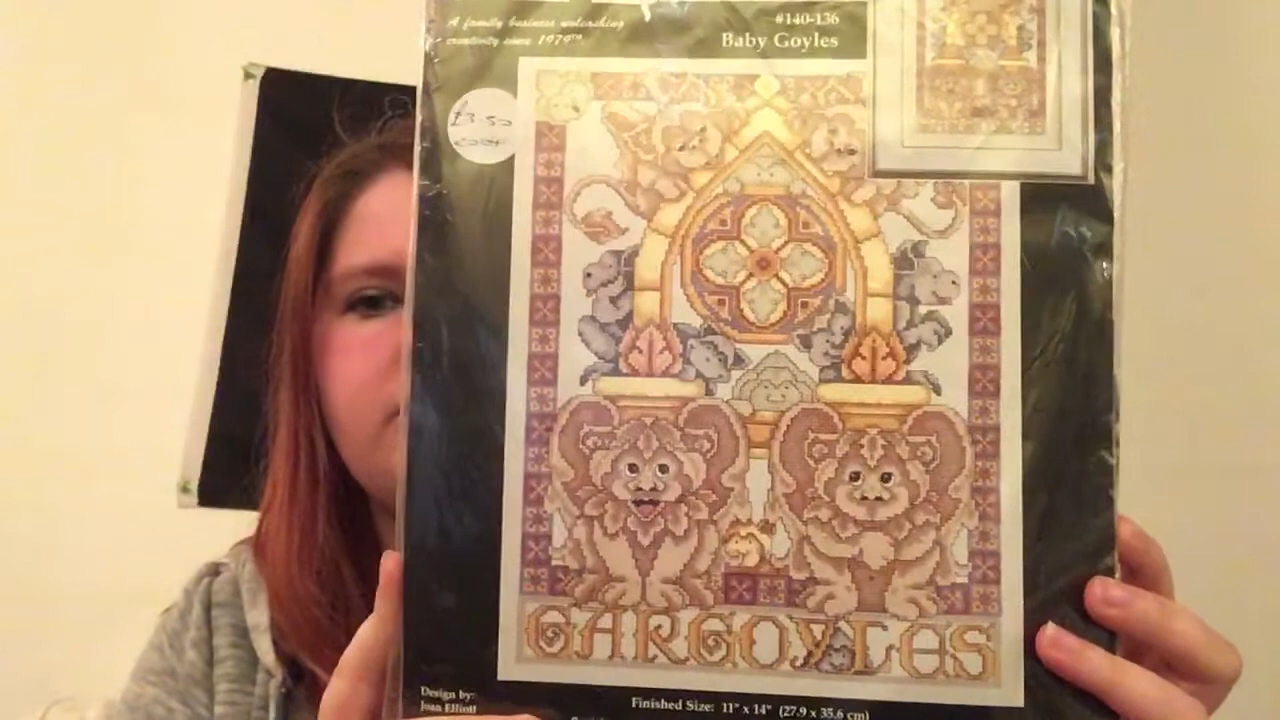 A family business unleashing
creativity since 1979™
#140-136
Baby Goyles
£3.50
GARGOYLES
Design by:
Joan Elliott
Finished Size: 11" x 14" (27.9 x 35.6 cm)